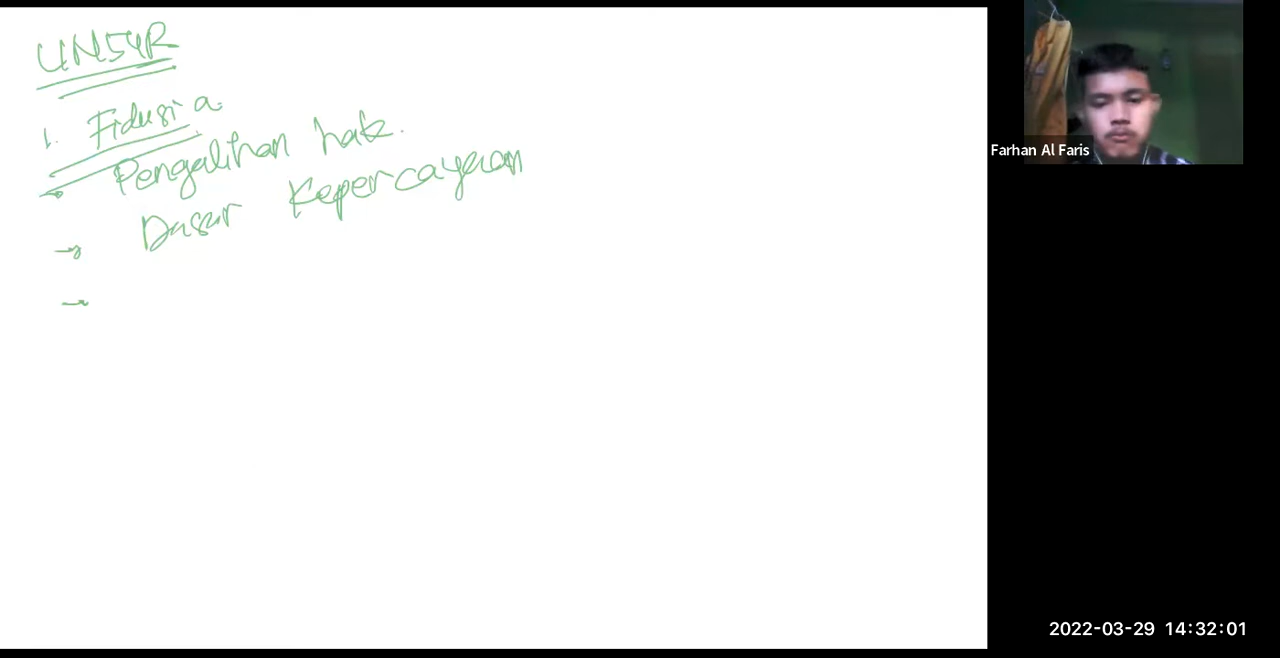 UNSUR
1. Fidusia.
→ Pengalihan hak.
→ Dasar Kepercayaan
→
Farhan Al Faris
2022-03-29 14:32:01